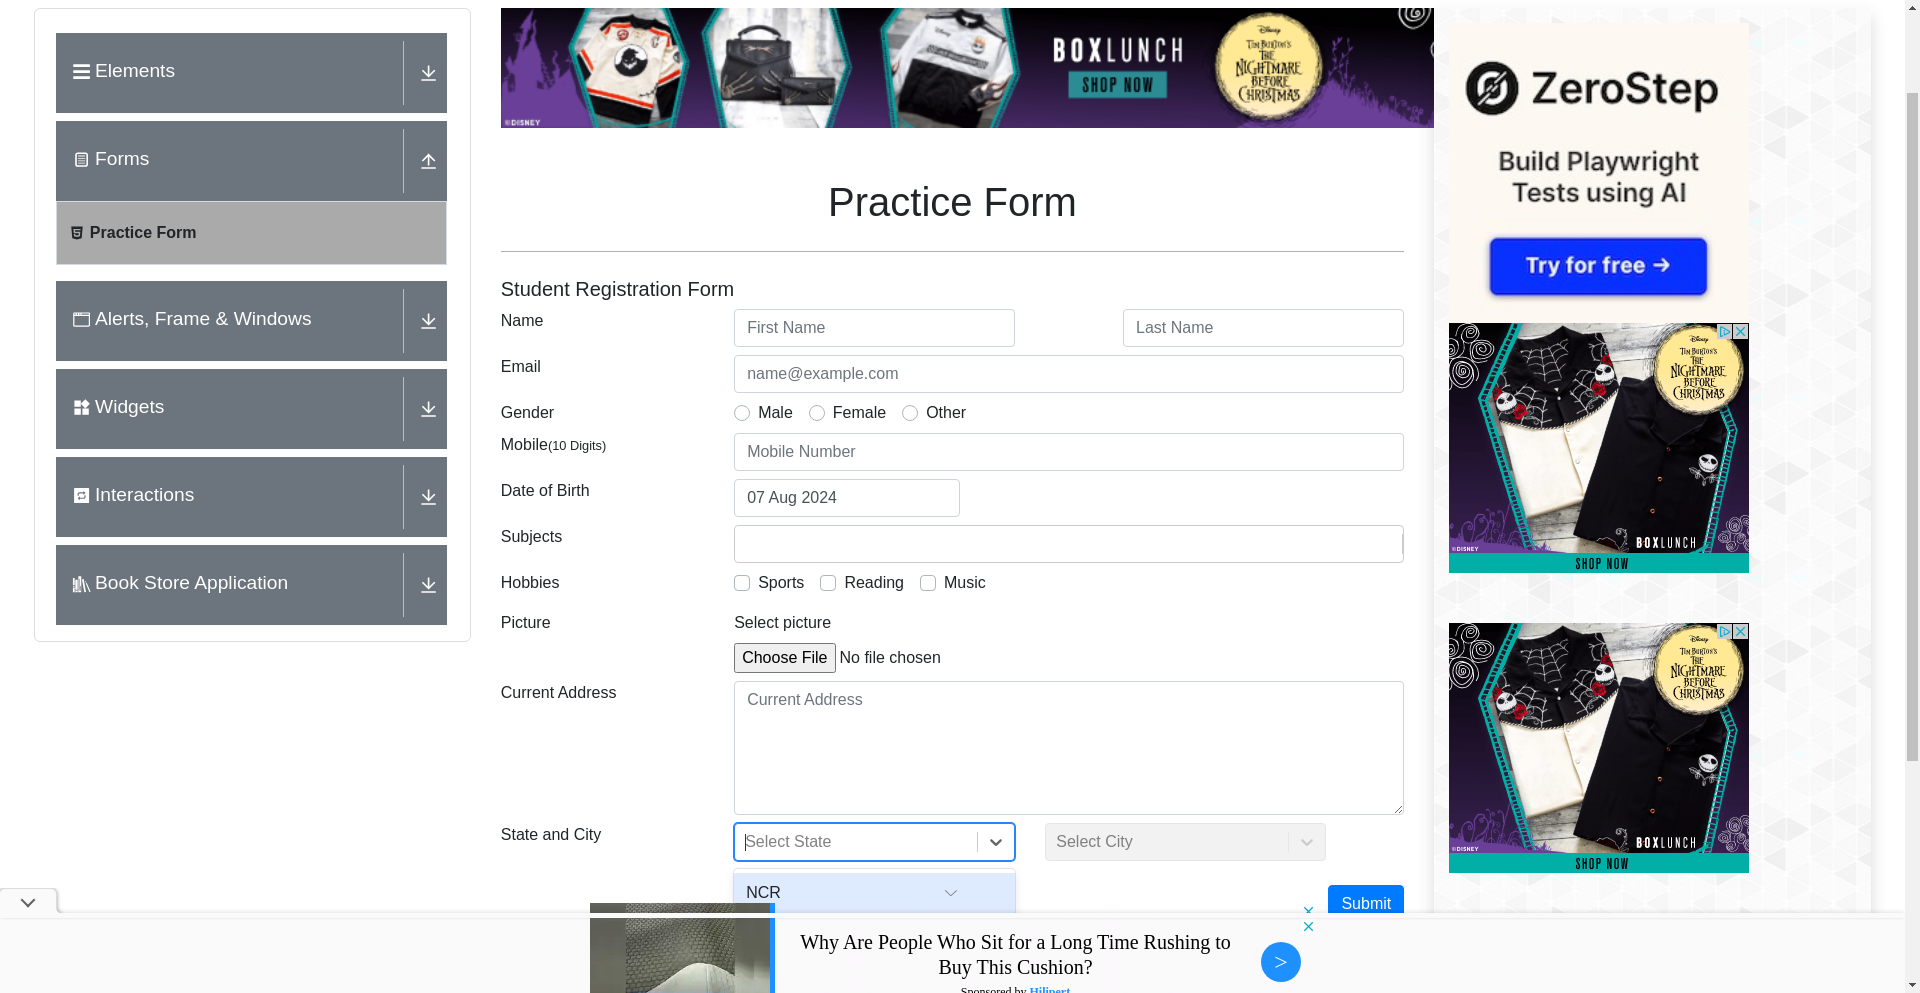 Elements
Forms
Practice Form
Alerts, Frame & Windows
Widgets
Interactions
Book Store Application
©DISNEY
BOXLUNCH
SHOP NOW
Disney
TIM BURTON'S
THE
NIGHTMARE
BEFORE
CHRISTMAS
Practice Form
Student Registration Form
Name
First Name
Last Name
Email
name@example.com
Gender
Male
Female
Other
Mobile(10 Digits)
Mobile Number
Date of Birth
07 Aug 2024
Subjects
Hobbies
Sports
Reading
Music
Picture
Select picture
Choose File No file chosen
Current Address
Current Address
State and City
Select State
Select City
NCR
Submit
ZeroStep
Build Playwright
Tests using AI
Try for free →
Disney
TIM BURTON'S
THE
NIGHTMARE
BEFORE
CHRISTMAS
©DISNEY
BOXLUNCH
SHOP NOW
Disney
TIM BURTON'S
THE
NIGHTMARE
BEFORE
CHRISTMAS
©DISNEY
BOXLUNCH
SHOP NOW
Why Are People Who Sit for a Long Time Rushing to
Buy This Cushion?
>
Sponsored by Hilipert